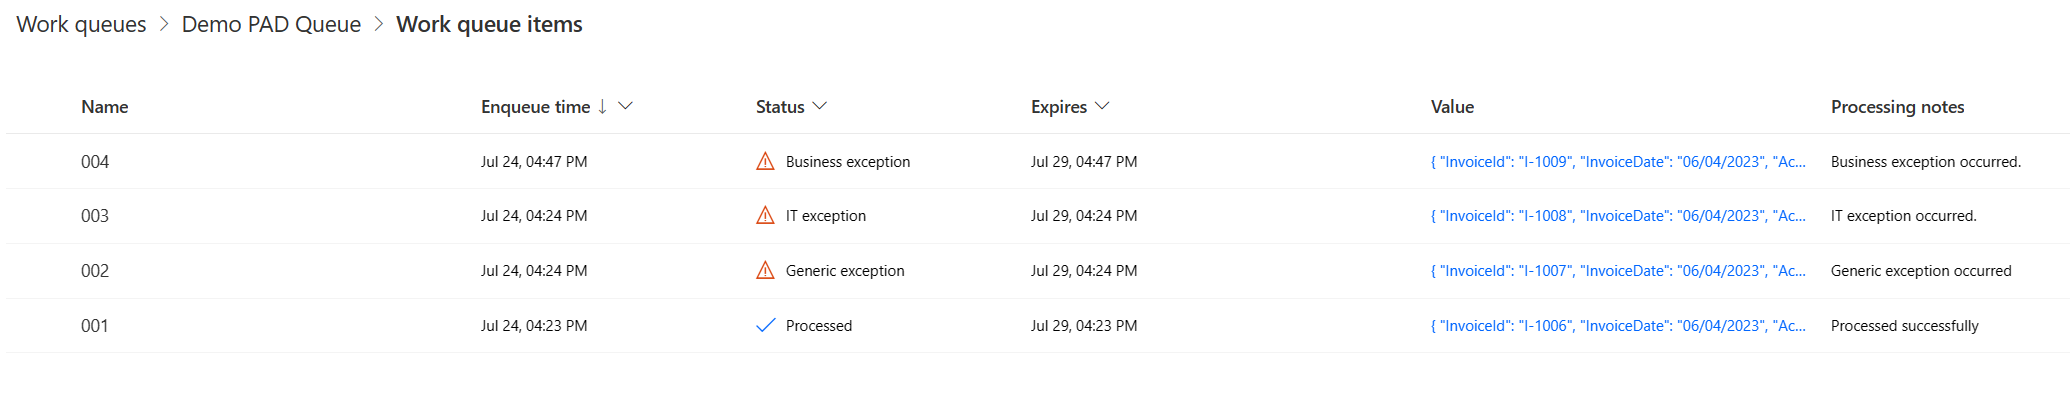 Work queues > Demo PAD Queue > Work queue items
Name Enqueue time ↓ Status Expires Value Processing notes
004 Jul 24, 04:47 PM Business exception Jul 29, 04:47 PM { "InvoiceId": "I-1009", "InvoiceDate": "06/04/2023", "Ac... Business exception occurred.
003 Jul 24, 04:24 PM IT exception Jul 29, 04:24 PM { "InvoiceId": "I-1008", "InvoiceDate": "06/04/2023", "Ac... IT exception occurred.
002 Jul 24, 04:24 PM Generic exception Jul 29, 04:24 PM { "InvoiceId": "I-1007", "InvoiceDate": "06/04/2023", "Ac... Generic exception occurred
001 Jul 24, 04:23 PM Processed Jul 29, 04:23 PM { "InvoiceId": "I-1006", "InvoiceDate": "06/04/2023", "Ac... Processed successfully